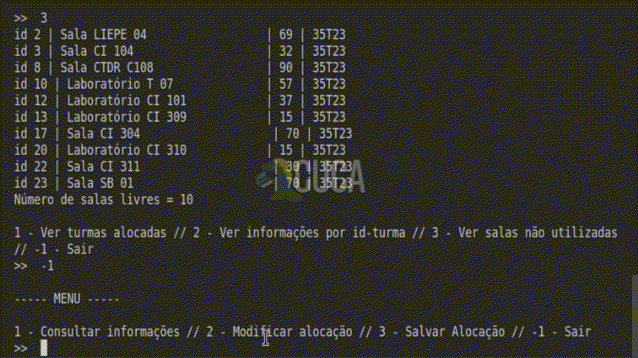 >> 3
id 2 | Sala LIEPE 04 | 69 | 35T23
id 3 | Sala CI 104 | 32 | 35T23
id 8 | Sala CTDR C108 | 90 | 35T23
id 10 | Laboratório T 07 | 57 | 35T23
id 12 | Laboratório CI 101 | 37 | 35T23
id 13 | Laboratório CI 309 | 15 | 35T23
id 17 | Sala CI 304 | 70 | 35T23
id 20 | Laboratório CI 310 | 15 | 35T23
id 22 | Sala CI 311 | 30 | 35T23
id 23 | Sala SB 01 | 70 | 35T23
CUCA
Número de salas livres = 10
1 - Ver turmas alocadas // 2 - Ver informações por id-turma // 3 - Ver salas não utilizadas
// -1 - Sair
>> -1
----- MENU -----
1 - Consultar informações // 2 - Modificar alocação // 3 - Salvar Alocação // -1 - Sair
>>